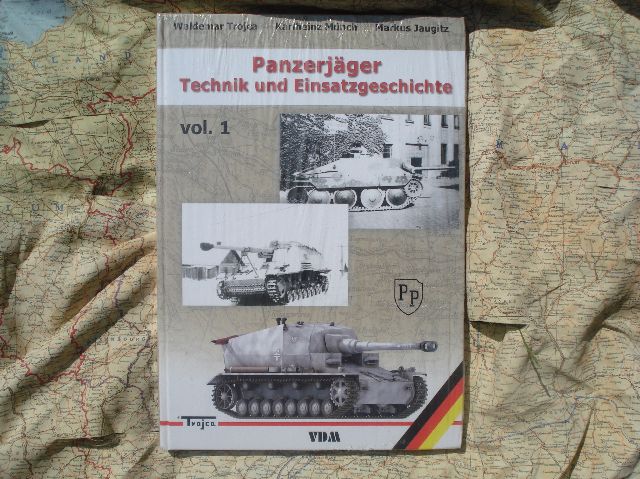 Waldemar Trojca Karlheinz Münch Markus Jaugitz
Panzerjäger
Technik und Einsatzgeschichte
vol. 1
PP
Trojca
VDM